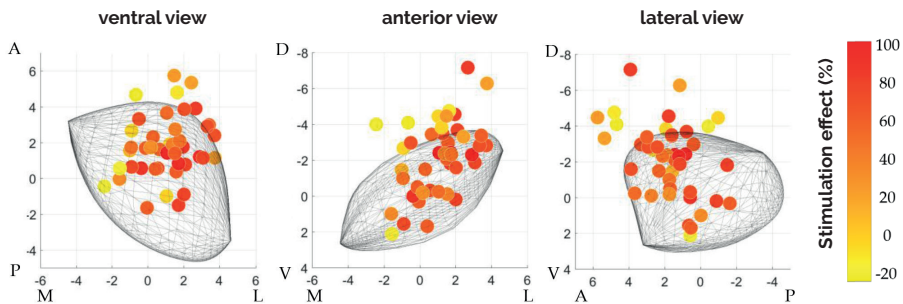 ventral view
anterior view
lateral view
A
D
D
6
4
2
0
-2
-4
-8
-6
-4
-2
0
2
4
-8
-6
-4
-2
0
2
4
P
V
V
-6 -4 -2 0 2 4 6
-6 -4 -2 0 2 4 6
8 6 4 2 0 -2 -4 -6
M L
M L
A P
Stimulation effect (%)
100
80
60
40
20
0
-20